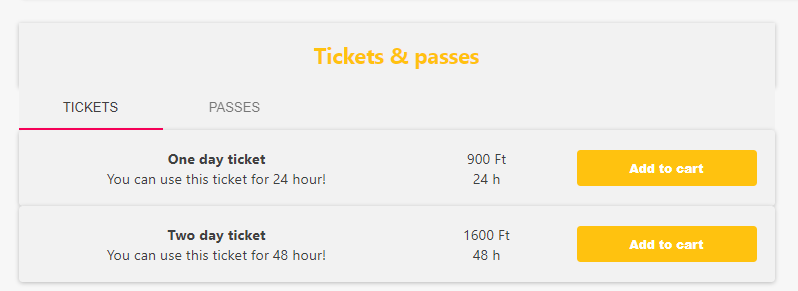 Tickets & passes
TICKETS PASSES
One day ticket 900 Ft Add to cart
You can use this ticket for 24 hour! 24 h
Two day ticket 1600 Ft Add to cart
You can use this ticket for 48 hour! 48 h